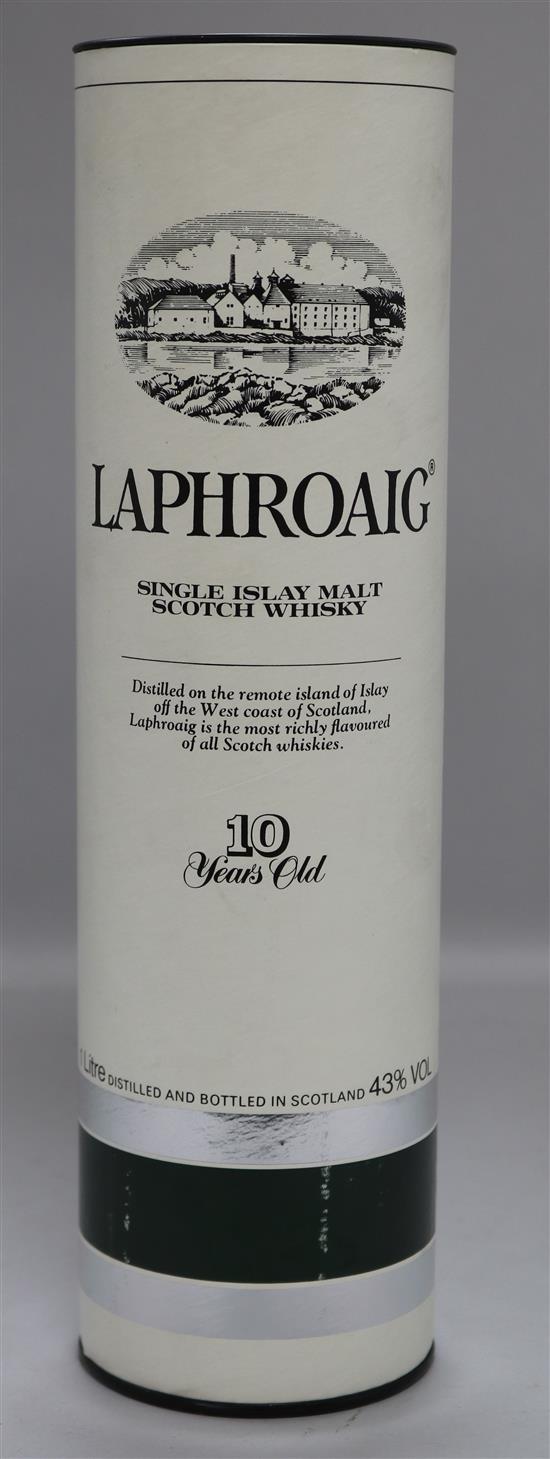 LAPHROAIG®
SINGLE ISLAY MALT
SCOTCH WHISKY
Distilled on the remote island of Islay
off the West coast of Scotland,
Laphroaig is the most richly flavoured
of all Scotch whiskies.
10
Years Old
1 Litre DISTILLED AND BOTTLED IN SCOTLAND 43% VOL